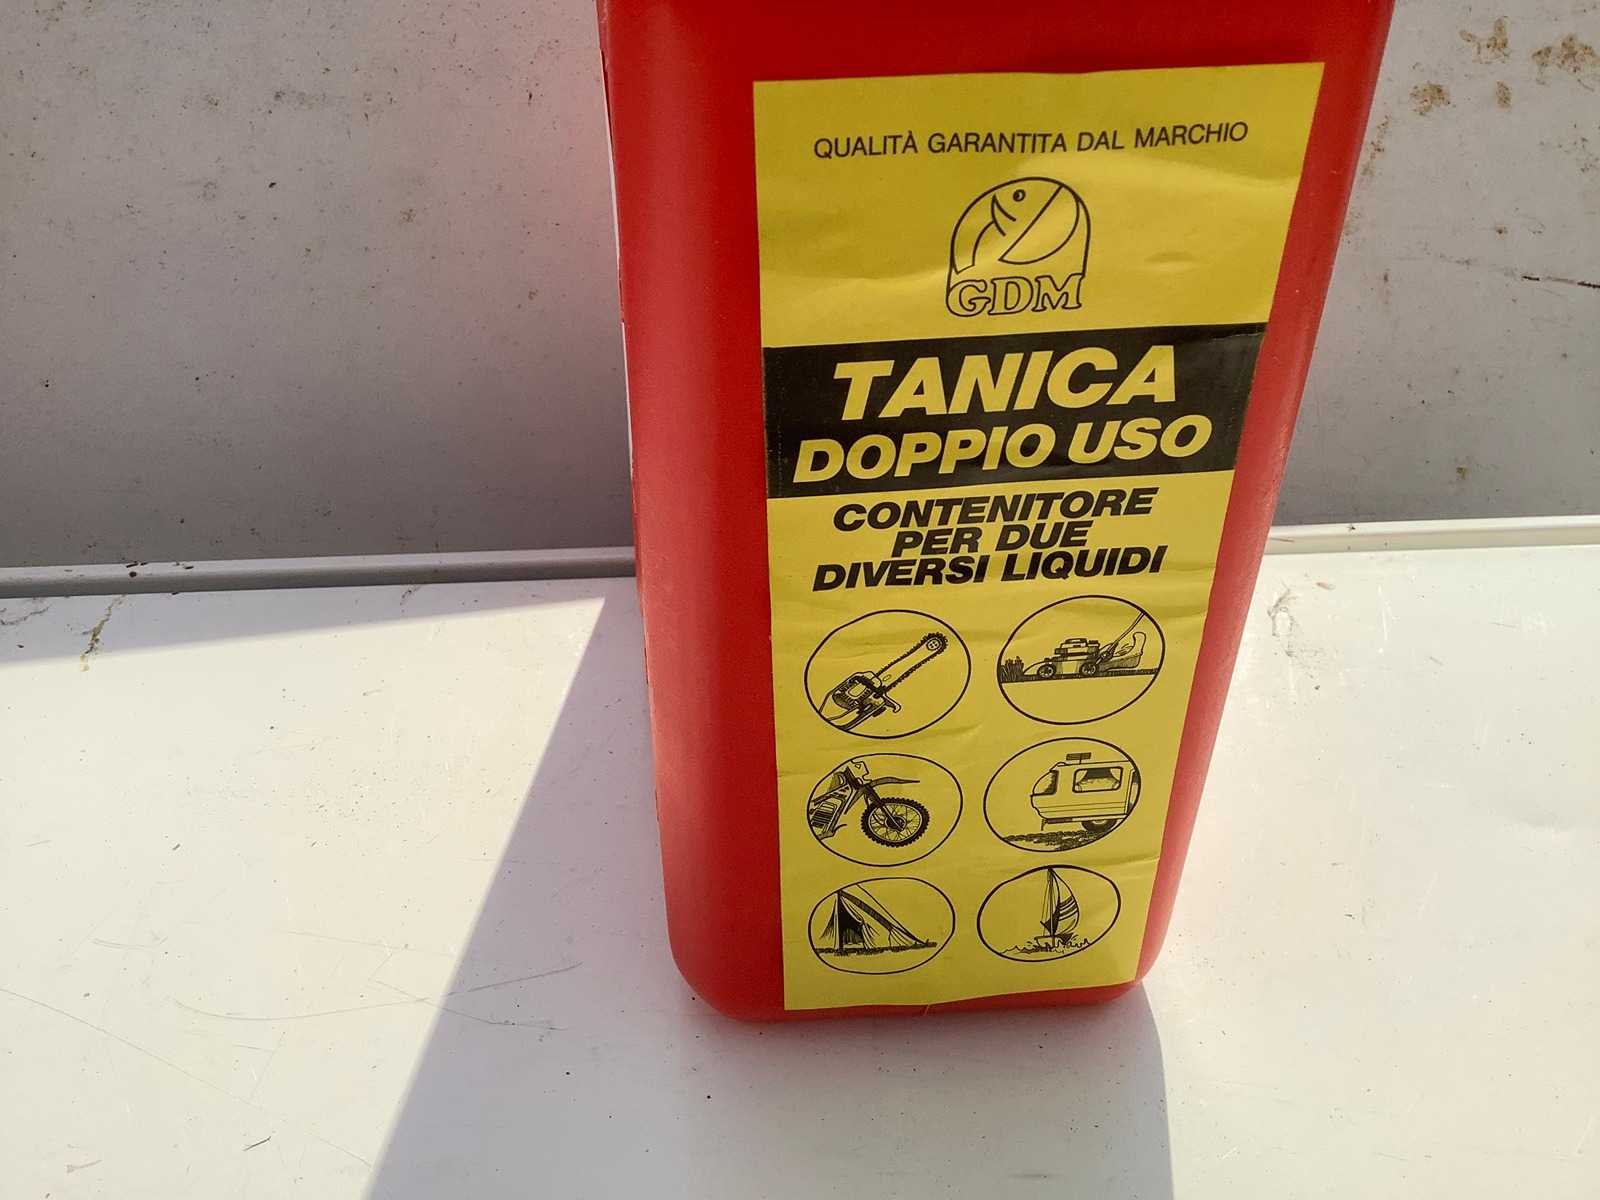 QUALITÀ GARANTITA DAL MARCHIO
GDM
TANICA
DOPPIO USO
CONTENITORE
PER DUE
DIVERSI LIQUIDI